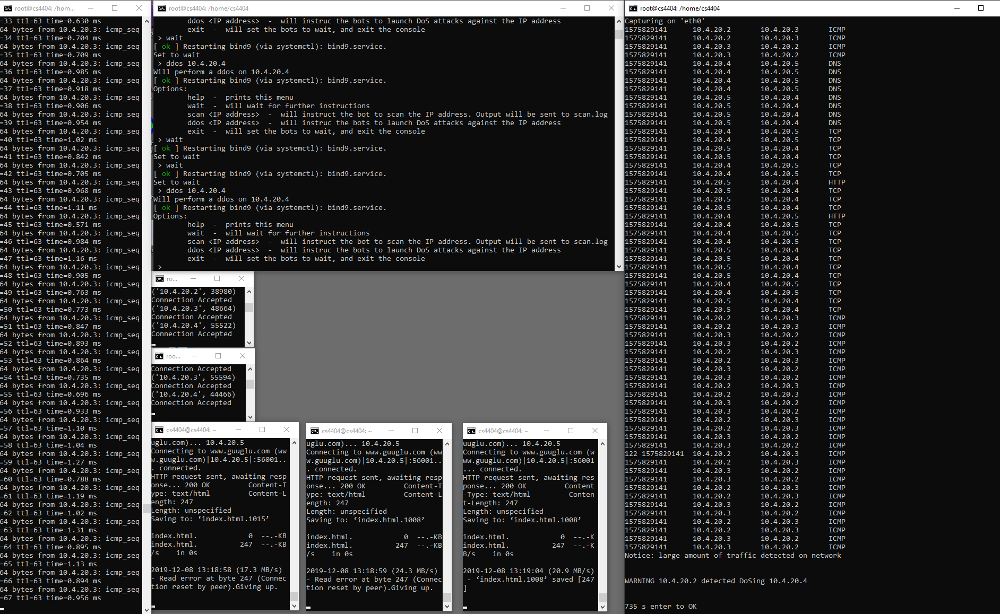 root@cs4404: /hom...
=33 ttl=63 time=0.630 ms
64 bytes from 10.4.20.3: icmp_seq
=34 ttl=63 time=0.704 ms
64 bytes from 10.4.20.3: icmp_seq
=35 ttl=63 time=0.709 ms
64 bytes from 10.4.20.3: icmp_seq
=36 ttl=63 time=0.985 ms
64 bytes from 10.4.20.3: icmp_seq
=37 ttl=63 time=0.918 ms
64 bytes from 10.4.20.3: icmp_seq
=38 ttl=63 time=0.906 ms
64 bytes from 10.4.20.3: icmp_seq
=39 ttl=63 time=0.954 ms
64 bytes from 10.4.20.3: icmp_seq
=40 ttl=63 time=1.02 ms
64 bytes from 10.4.20.3: icmp_seq
=41 ttl=63 time=0.842 ms
64 bytes from 10.4.20.3: icmp_seq
=42 ttl=63 time=0.705 ms
64 bytes from 10.4.20.3: icmp_seq
=43 ttl=63 time=0.968 ms
64 bytes from 10.4.20.3: icmp_seq
=44 ttl=63 time=1.11 ms
64 bytes from 10.4.20.3: icmp_seq
=45 ttl=63 time=0.571 ms
64 bytes from 10.4.20.3: icmp_seq
=46 ttl=63 time=0.984 ms
64 bytes from 10.4.20.3: icmp_seq
=47 ttl=63 time=1.16 ms
64 bytes from 10.4.20.3: icmp_seq
=48 ttl=63 time=0.905 ms
64 bytes from 10.4.20.3: icmp_seq
=49 ttl=63 time=0.763 ms
64 bytes from 10.4.20.3: icmp_seq
=50 ttl=63 time=0.773 ms
64 bytes from 10.4.20.3: icmp_seq
=51 ttl=63 time=0.847 ms
64 bytes from 10.4.20.3: icmp_seq
=52 ttl=63 time=0.893 ms
64 bytes from 10.4.20.3: icmp_seq
=53 ttl=63 time=0.864 ms
64 bytes from 10.4.20.3: icmp_seq
=54 ttl=63 time=0.735 ms
64 bytes from 10.4.20.3: icmp_seq
=55 ttl=63 time=0.696 ms
64 bytes from 10.4.20.3: icmp_seq
=56 ttl=63 time=0.933 ms
64 bytes from 10.4.20.3: icmp_seq
=57 ttl=63 time=1.10 ms
64 bytes from 10.4.20.3: icmp_seq
=58 ttl=63 time=1.04 ms
64 bytes from 10.4.20.3: icmp_seq
=59 ttl=63 time=1.27 ms
64 bytes from 10.4.20.3: icmp_seq
=60 ttl=63 time=0.788 ms
64 bytes from 10.4.20.3: icmp_seq
=61 ttl=63 time=1.19 ms
64 bytes from 10.4.20.3: icmp_seq
=62 ttl=63 time=1.02 ms
64 bytes from 10.4.20.3: icmp_seq
=63 ttl=63 time=1.31 ms
64 bytes from 10.4.20.3: icmp_seq
=64 ttl=63 time=0.895 ms
64 bytes from 10.4.20.3: icmp_seq
=65 ttl=63 time=1.13 ms
64 bytes from 10.4.20.3: icmp_seq
=66 ttl=63 time=0.894 ms
64 bytes from 10.4.20.3: icmp_seq
=67 ttl=63 time=0.956 ms
root@cs4404: /home/cs4404
ddos <IP address> - will instruc the bots to launch DoS attacks against the IP address
exit - will set the bots to wait, and exit the console
> wait
[ ok ] Restarting bind9 (via systemctl): bind9.service.
Set to wait
> ddos 10.4.20.4
Will perform a ddos on 10.4.20.4
[ ok ] Restarting bind9 (via systemctl): bind9.service.
Options:
help - prints this menu
wait - will wait for further instructions
scan <IP address> - will instruct the bot to scan the IP address. Output will be sent to scan.log
ddos <IP address> - will instruc the bots to launch DoS attacks against the IP address
exit - will set the bots to wait, and exit the console
> wait
[ ok ] Restarting bind9 (via systemctl): bind9.service.
Set to wait
> wait
[ ok ] Restarting bind9 (via systemctl): bind9.service.
Set to wait
> ddos 10.4.20.4
Will perform a ddos on 10.4.20.4
[ ok ] Restarting bind9 (via systemctl): bind9.service.
Options:
help - prints this menu
wait - will wait for further instructions
scan <IP address> - will instruct the bot to scan the IP address. Output will be sent to scan.log
ddos <IP address> - will instruc the bots to launch DoS attacks against the IP address
exit - will set the bots to wait, and exit the console
>
ro...
('10.4.20.2', 38980)
Connection Accepted
('10.4.20.3', 48664)
Connection Accepted
('10.4.20.4', 55522)
Connection Accepted
roo...
Connection Accepted
('10.4.20.3', 55594)
Connection Accepted
('10.4.20.4', 44466)
Connection Accepted
cs4404@cs4404: ~
uglu.com)... 10.4.20.5
Connecting to www.guuglu.com (ww
w.guuglu.com)|10.4.20.5|:56001..
. connected.
HTTP request sent, awaiting resp
onse... 200 OK Content-T
ype: text/html Content-L
ength: 247
Length: unspecified
Saving to: ‘index.html.1015’
index.html. 0 --.-KB
index.html. 247 --.-KB
/s in 0s
2019-12-08 13:18:58 (17.3 MB/s)
- Read error at byte 247 (Connec
tion reset by peer).Giving up.
cs4404@cs4404: ~
uglu.com)... 10.4.20.5
Connecting to www.guuglu.com (ww
w.guuglu.com)|10.4.20.5|:56001..
. connected.
HTTP request sent, awaiting resp
onse... 200 OK Content-T
ype: text/html Content-L
ength: 247
Length: unspecified
Saving to: ‘index.html.1008’
index.html. 0 --.-KB
index.html. 247 --.-KB
/s in 0s
2019-12-08 13:18:59 (24.3 MB/s)
- Read error at byte 247 (Connec
tion reset by peer).Giving up.
cs4404@cs4404: ~
uuglu.com)... 10.4.20.5
Connecting to www.guuglu.com (w
ww.guuglu.com)|10.4.20.5|:56001
... connected.
HTTP request sent, awaiting res
ponse... 200 OK Content
-Type: text/html Conten
t-Length: 247
Length: unspecified
Saving to: ‘index.html.1008’
index.html. 0 --.-K
index.html. 247 --.-K
B/s in 0s
2019-12-08 13:19:04 (20.9 MB/s)
- ‘index.html.1008’ saved [247
]
root@cs4404: /home/cs4404
Capturing on 'eth0'
1575829141 10.4.20.2 10.4.20.3 ICMP
1575829141 10.4.20.2 10.4.20.3 ICMP
1575829141 10.4.20.3 10.4.20.2 ICMP
1575829141 10.4.20.3 10.4.20.2 ICMP
1575829141 10.4.20.4 10.4.20.5 DNS
1575829141 10.4.20.4 10.4.20.5 DNS
1575829141 10.4.20.4 10.4.20.5 DNS
1575829141 10.4.20.4 10.4.20.5 DNS
1575829141 10.4.20.5 10.4.20.4 DNS
1575829141 10.4.20.5 10.4.20.4 DNS
1575829141 10.4.20.5 10.4.20.4 DNS
1575829141 10.4.20.5 10.4.20.4 DNS
1575829141 10.4.20.4 10.4.20.5 TCP
1575829141 10.4.20.4 10.4.20.5 TCP
1575829141 10.4.20.5 10.4.20.4 TCP
1575829141 10.4.20.5 10.4.20.4 TCP
1575829141 10.4.20.4 10.4.20.5 TCP
1575829141 10.4.20.4 10.4.20.5 TCP
1575829141 10.4.20.5 10.4.20.4 HTTP
1575829141 10.4.20.5 10.4.20.4 TCP
1575829141 10.4.20.5 10.4.20.4 TCP
1575829141 10.4.20.5 10.4.20.4 TCP
1575829141 10.4.20.4 10.4.20.5 HTTP
1575829141 10.4.20.4 10.4.20.5 TCP
1575829141 10.4.20.4 10.4.20.5 TCP
1575829141 10.4.20.4 10.4.20.5 TCP
1575829141 10.4.20.5 10.4.20.4 TCP
1575829141 10.4.20.5 10.4.20.4 TCP
1575829141 10.4.20.5 10.4.20.4 TCP
1575829141 10.4.20.5 10.4.20.4 TCP
1575829141 10.4.20.4 10.4.20.5 TCP
1575829141 10.4.20.4 10.4.20.5 TCP
1575829141 10.4.20.5 10.4.20.4 TCP
1575829141 10.4.20.5 10.4.20.4 TCP
1575829141 10.4.20.2 10.4.20.3 ICMP
1575829141 10.4.20.2 10.4.20.3 ICMP
1575829141 10.4.20.3 10.4.20.2 ICMP
1575829141 10.4.20.3 10.4.20.2 ICMP
1575829141 10.4.20.2 10.4.20.3 ICMP
1575829141 10.4.20.2 10.4.20.3 ICMP
1575829141 10.4.20.3 10.4.20.2 ICMP
1575829141 10.4.20.3 10.4.20.2 ICMP
1575829141 10.4.20.2 10.4.20.3 ICMP
1575829141 10.4.20.2 10.4.20.3 ICMP
1575829141 10.4.20.3 10.4.20.2 ICMP
1575829141 10.4.20.3 10.4.20.2 ICMP
1575829141 10.4.20.2 10.4.20.3 ICMP
1575829141 10.4.20.2 10.4.20.3 ICMP
1575829141 10.4.20.3 10.4.20.2 ICMP
1575829141 10.4.20.3 10.4.20.2 ICMP
122 1575829141 10.4.20.2 10.4.20.3 ICMP
1575829141 10.4.20.2 10.4.20.3 ICMP
1575829141 10.4.20.3 10.4.20.2 ICMP
1575829141 10.4.20.3 10.4.20.2 ICMP
1575829141 10.4.20.2 10.4.20.3 ICMP
1575829141 10.4.20.2 10.4.20.3 ICMP
1575829141 10.4.20.3 10.4.20.2 ICMP
1575829141 10.4.20.3 10.4.20.2 ICMP
1575829141 10.4.20.2 10.4.20.3 ICMP
1575829141 10.4.20.2 10.4.20.3 ICMP
1575829141 10.4.20.3 10.4.20.2 ICMP
1575829141 10.4.20.3 10.4.20.2 ICMP
Notice: large amount of traffic detected on network
WARNING 10.4.20.2 detected DoSing 10.4.20.4
735 s enter to OK